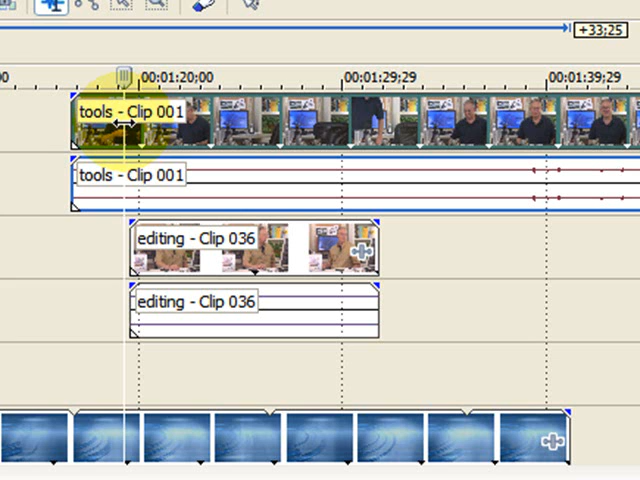 +33;25
00:01:20;00
00:01:29;29
00:01:39;29
tools - Clip 001
tools - Clip 001
editing - Clip 036
editing - Clip 036